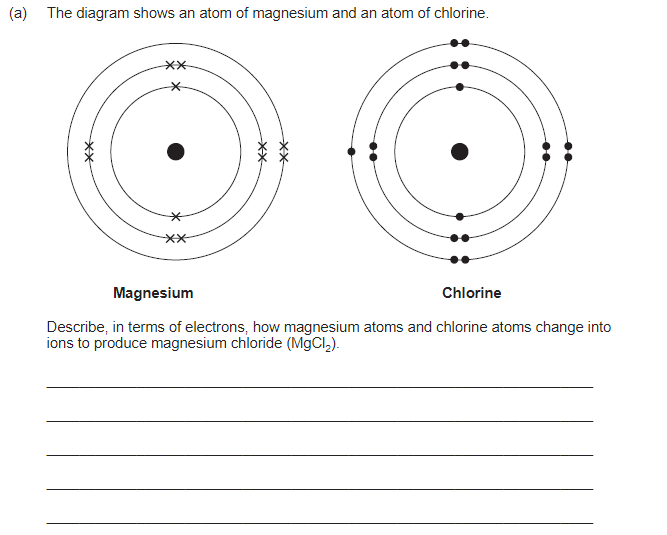 (a) The diagram shows an atom of magnesium and an atom of chlorine.
Magnesium Chlorine
Describe, in terms of electrons, how magnesium atoms and chlorine atoms change into
ions to produce magnesium chloride (MgCl₂).